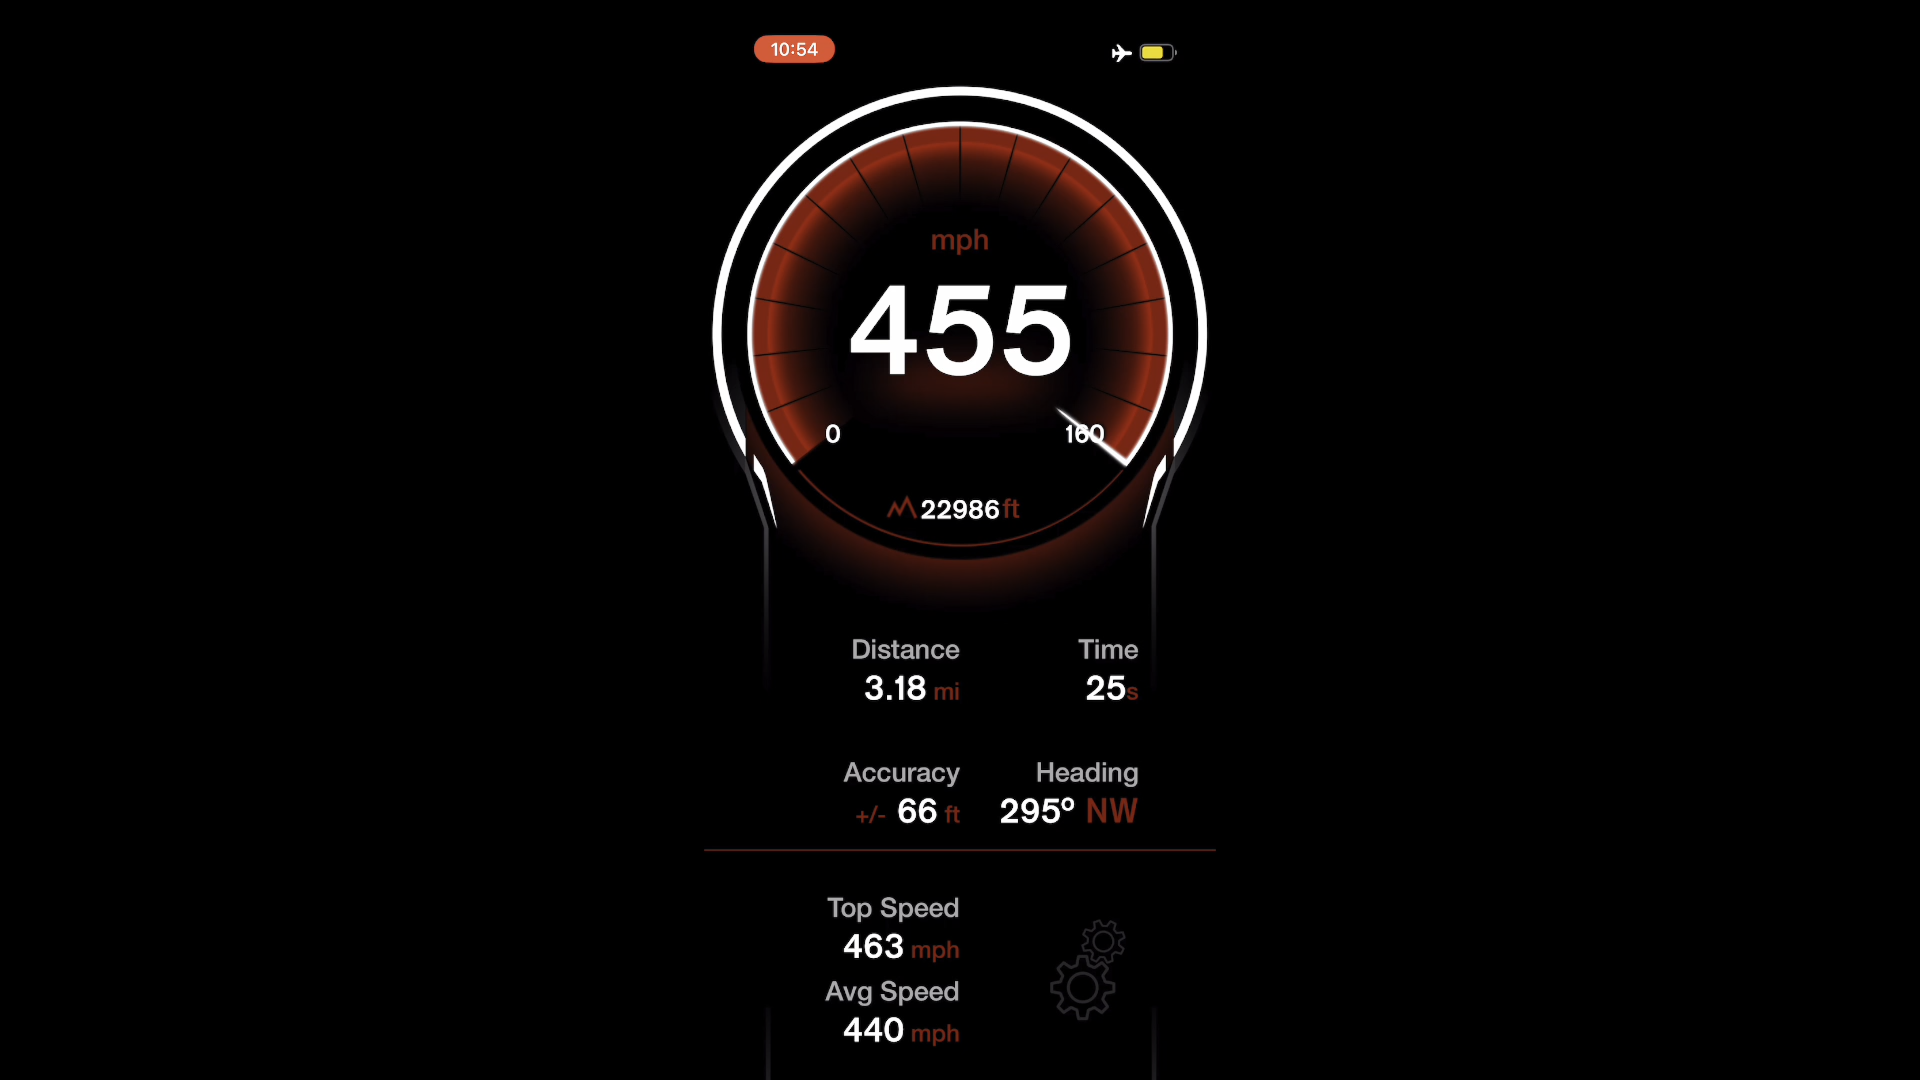 10:54
mph
455
0 160
22986 ft
Distance Time
3.18 mi 25s
Accuracy Heading
+/- 66 ft 295º NW
Top Speed
463 mph
Avg Speed
440 mph